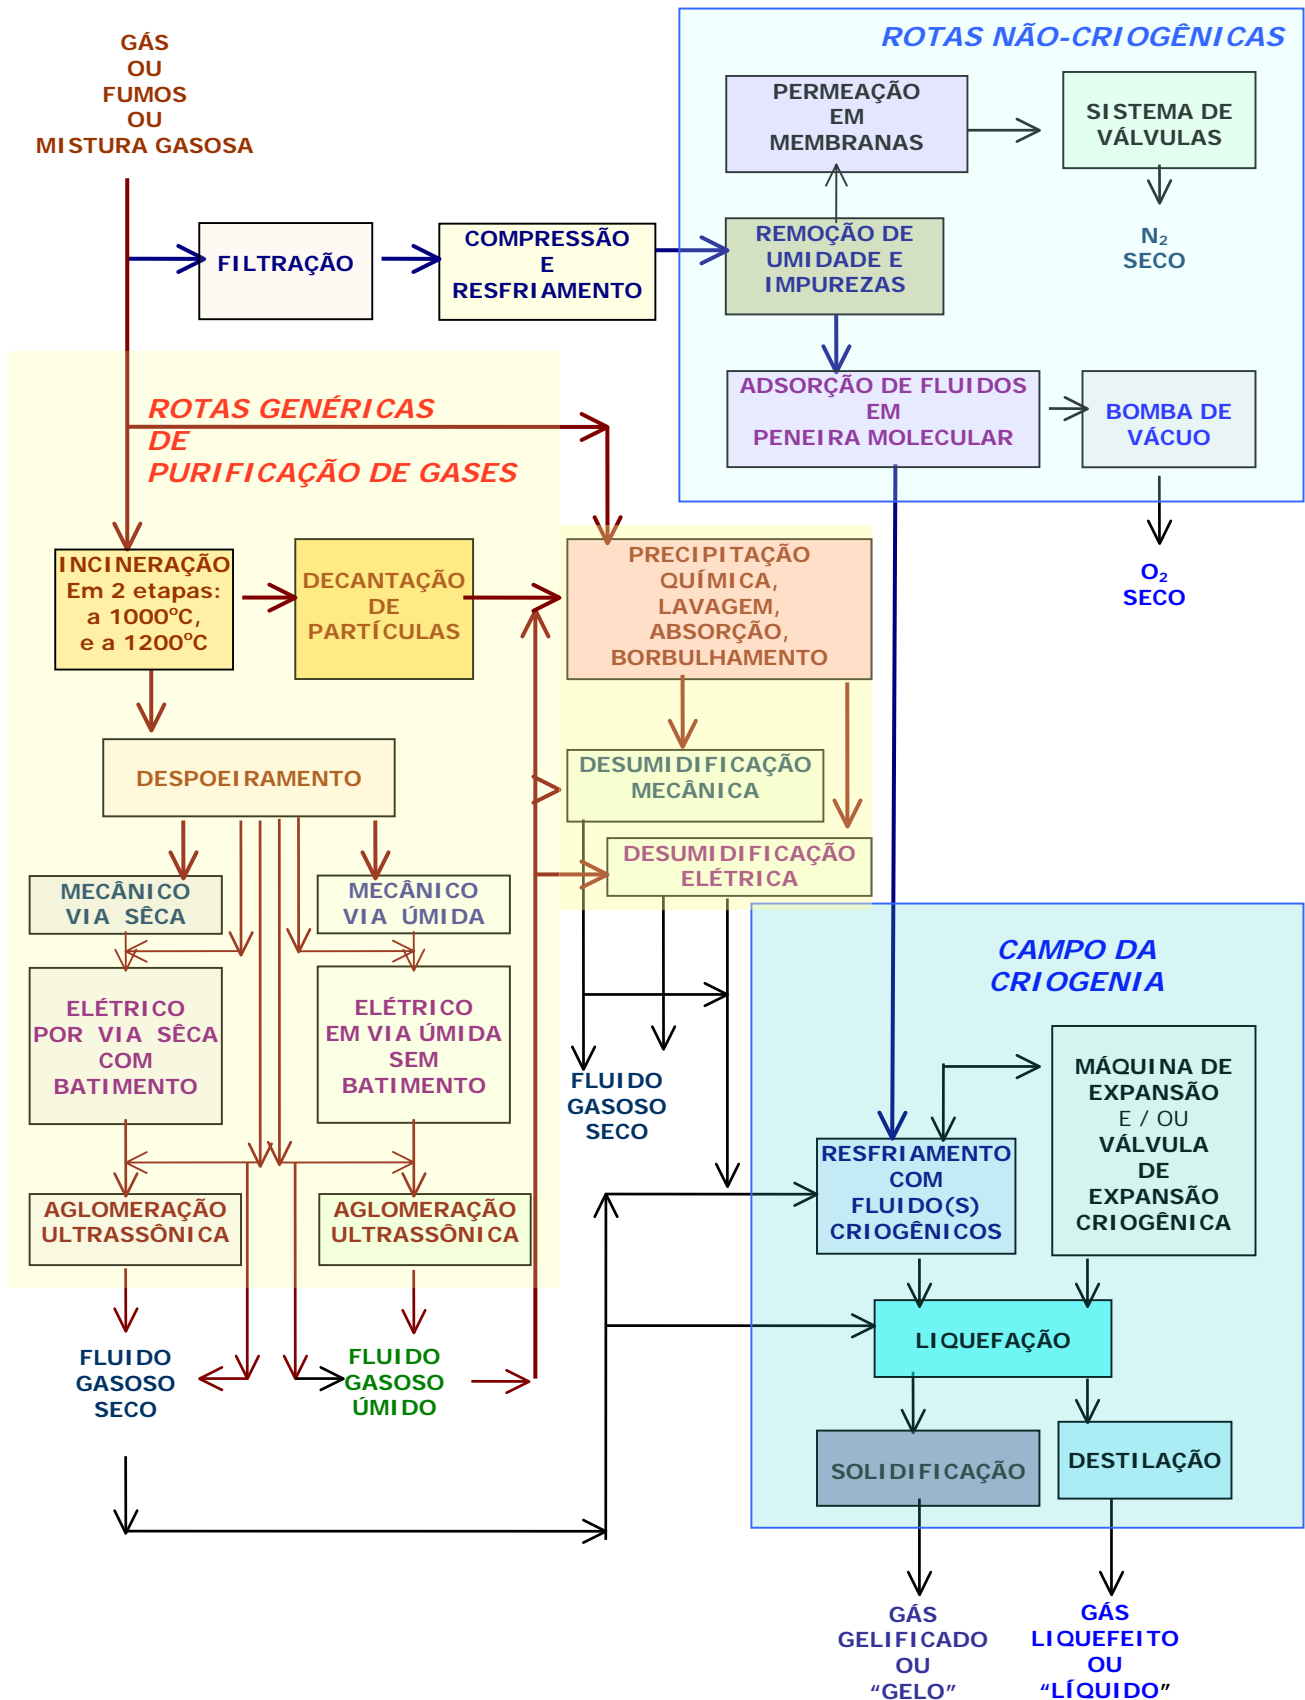 GÁS
OU
FUMOS
OU
MISTURA GASOSA
ROTAS NÃO-CRIOGÊNICAS
PERMEAÇÃO
EM
MEMBRANAS
SISTEMA DE
VÁLVULAS
FILTRAÇÃO
COMPRESSÃO
E
RESFRIAMENTO
REMOÇÃO DE
UMIDADE E
IMPUREZAS
N₂
SECO
ADSORÇÃO DE FLUIDOS
EM
PENEIRA MOLECULAR
BOMBA DE
VÁCUO
O₂
SECO
ROTAS GENÉRICAS
DE
PURIFICAÇÃO DE GASES
INCINERAÇÃO
Em 2 etapas:
a 1000ºC,
e a 1200ºC
DECANTAÇÃO
DE
PARTÍCULAS
PRECIPITAÇÃO
QUÍMICA,
LAVAGEM,
ABSORÇÃO,
BORBULHAMENTO
DESPOEIRAMENTO
DESUMIDIFICAÇÃO
MECÂNICA
DESUMIDIFICAÇÃO
ELÉTRICA
MECÂNICO
VIA SÊCA
MECÂNICO
VIA ÚMIDA
ELÉTRICO
POR VIA SÊCA
COM
BATIMENTO
ELÉTRICO
EM VIA ÚMIDA
SEM
BATIMENTO
FLUIDO
GASOSO
SECO
CAMPO DA
CRIOGENIA
MÁQUINA DE
EXPANSÃO
E / OU
VÁLVULA
DE
EXPANSÃO
CRIOGÊNICA
RESFRIAMENTO
COM
FLUIDO(S)
CRIOGÊNICOS
AGLOMERAÇÃO
ULTRASSÔNICA
AGLOMERAÇÃO
ULTRASSÔNICA
LIQUEFAÇÃO
FLUIDO
GASOSO
SECO
FLUIDO
GASOSO
ÚMIDO
SOLIDIFICAÇÃO
DESTILAÇÃO
GÁS
GELIFICADO
OU
“GELO”
GÁS
LIQUEFEITO
OU
“LÍQUIDO”